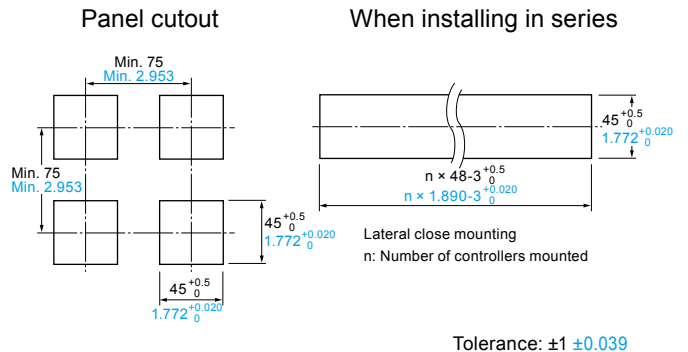 Panel cutout
When installing in series
Min. 75
Min. 2.953
Min. 75
Min. 2.953
45 +0.5 0
1.772 +0.020 0
45 +0.5 0
1.772 +0.020 0
45 +0.5 0
1.772 +0.020 0
n × 48-3 +0.5 0
n × 1.890-3 +0.020 0
Lateral close mounting
n: Number of controllers mounted
Tolerance: ±1 ±0.039